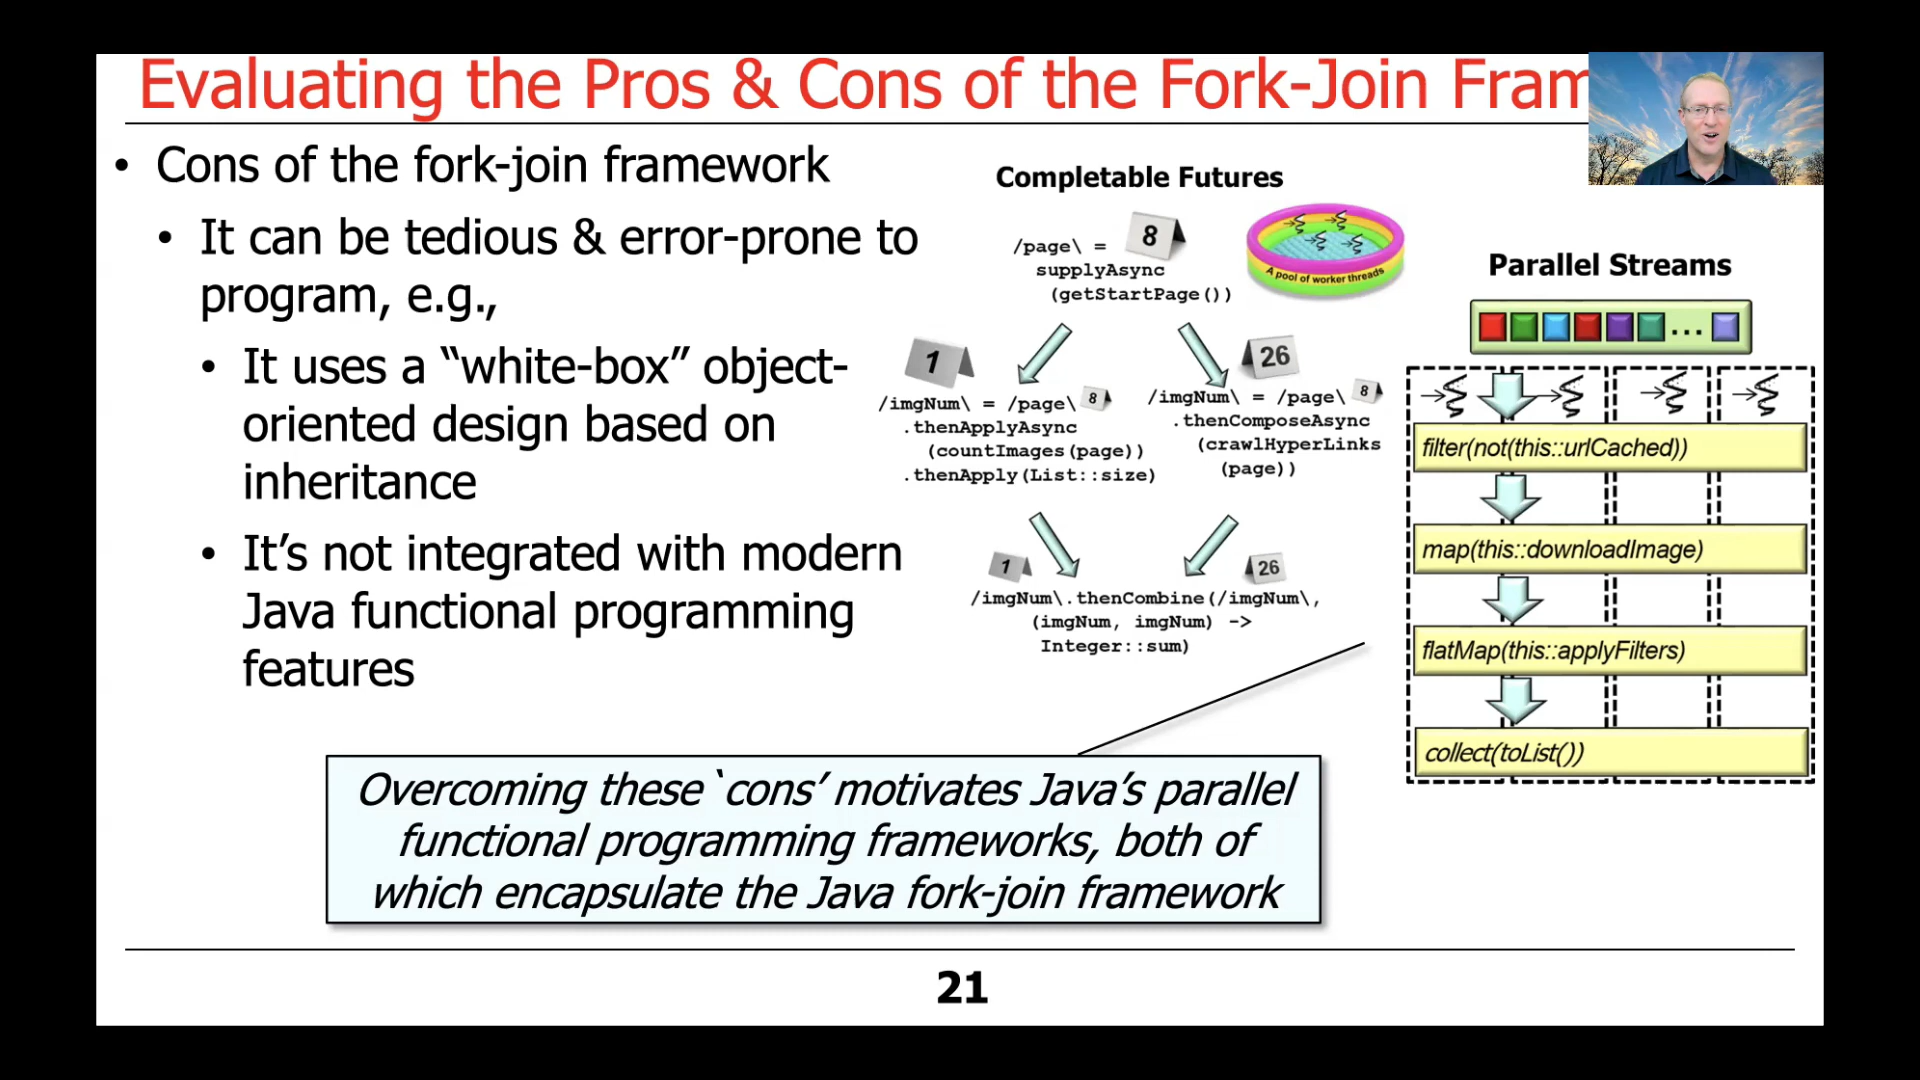 Evaluating the Pros & Cons of the Fork-Join Fram
• Cons of the fork-join framework
• It can be tedious & error-prone to
program, e.g.,
• It uses a “white-box” object-
oriented design based on
inheritance
• It’s not integrated with modern
Java functional programming
features
Completable Futures
8
/page\ =
supplyAsync
(getStartPage())
A pool of worker threads
1
/imgNum\ = /page\ 8
.thenApplyAsync
(countImages(page))
.thenApply(List::size)
26
/imgNum\ = /page\ 8
.thenComposeAsync
(crawlHyperLinks
(page))
1
26
/imgNum\.thenCombine(/imgNum\,
(imgNum, imgNum) ->
Integer::sum)
Parallel Streams
...
filter(not(this::urlCached))
map(this::downloadImage)
flatMap(this::applyFilters)
collect(toList())
Overcoming these `cons’ motivates Java’s parallel
functional programming frameworks, both of
which encapsulate the Java fork-join framework
21